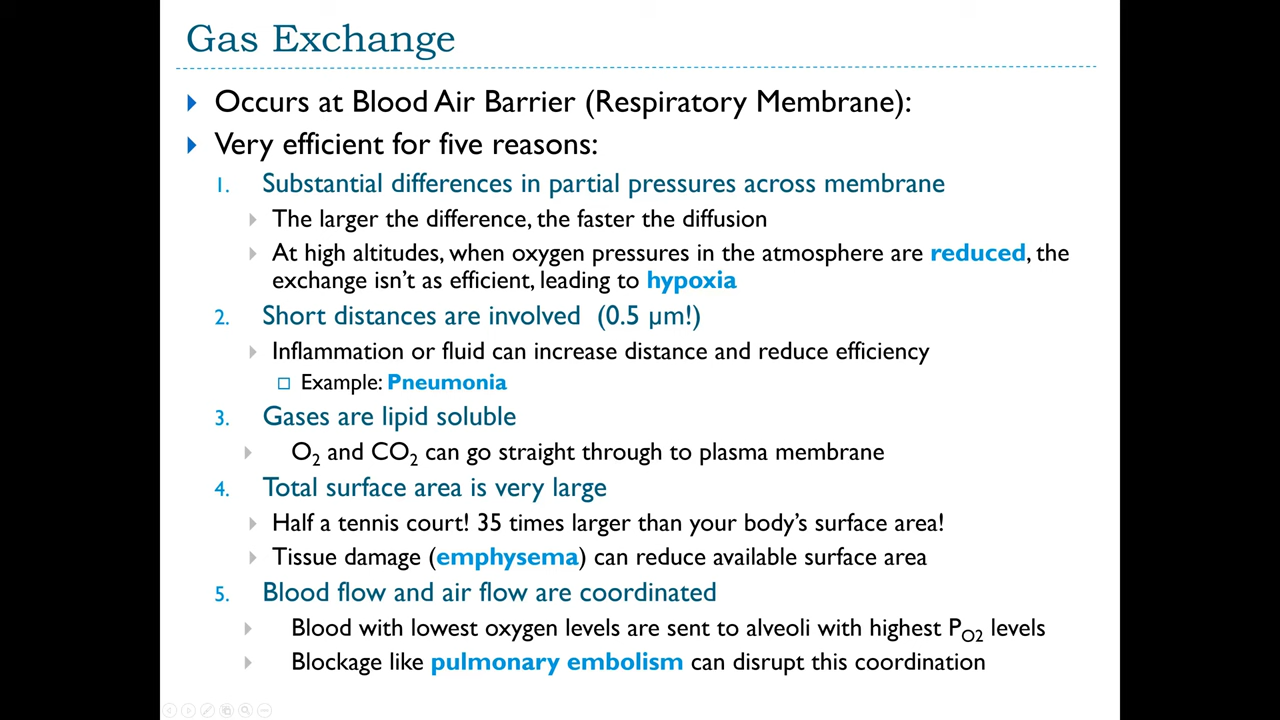 Gas Exchange
Occurs at Blood Air Barrier (Respiratory Membrane):
Very efficient for five reasons:
1. Substantial differences in partial pressures across membrane
The larger the difference, the faster the diffusion
At high altitudes, when oxygen pressures in the atmosphere are reduced, the
exchange isn't as efficient, leading to hypoxia
2. Short distances are involved (0.5 µm!)
Inflammation or fluid can increase distance and reduce efficiency
Example: Pneumonia
3. Gases are lipid soluble
O₂ and CO₂ can go straight through to plasma membrane
4. Total surface area is very large
Half a tennis court! 35 times larger than your body's surface area!
Tissue damage (emphysema) can reduce available surface area
5. Blood flow and air flow are coordinated
Blood with lowest oxygen levels are sent to alveoli with highest P_O2 levels
Blockage like pulmonary embolism can disrupt this coordination